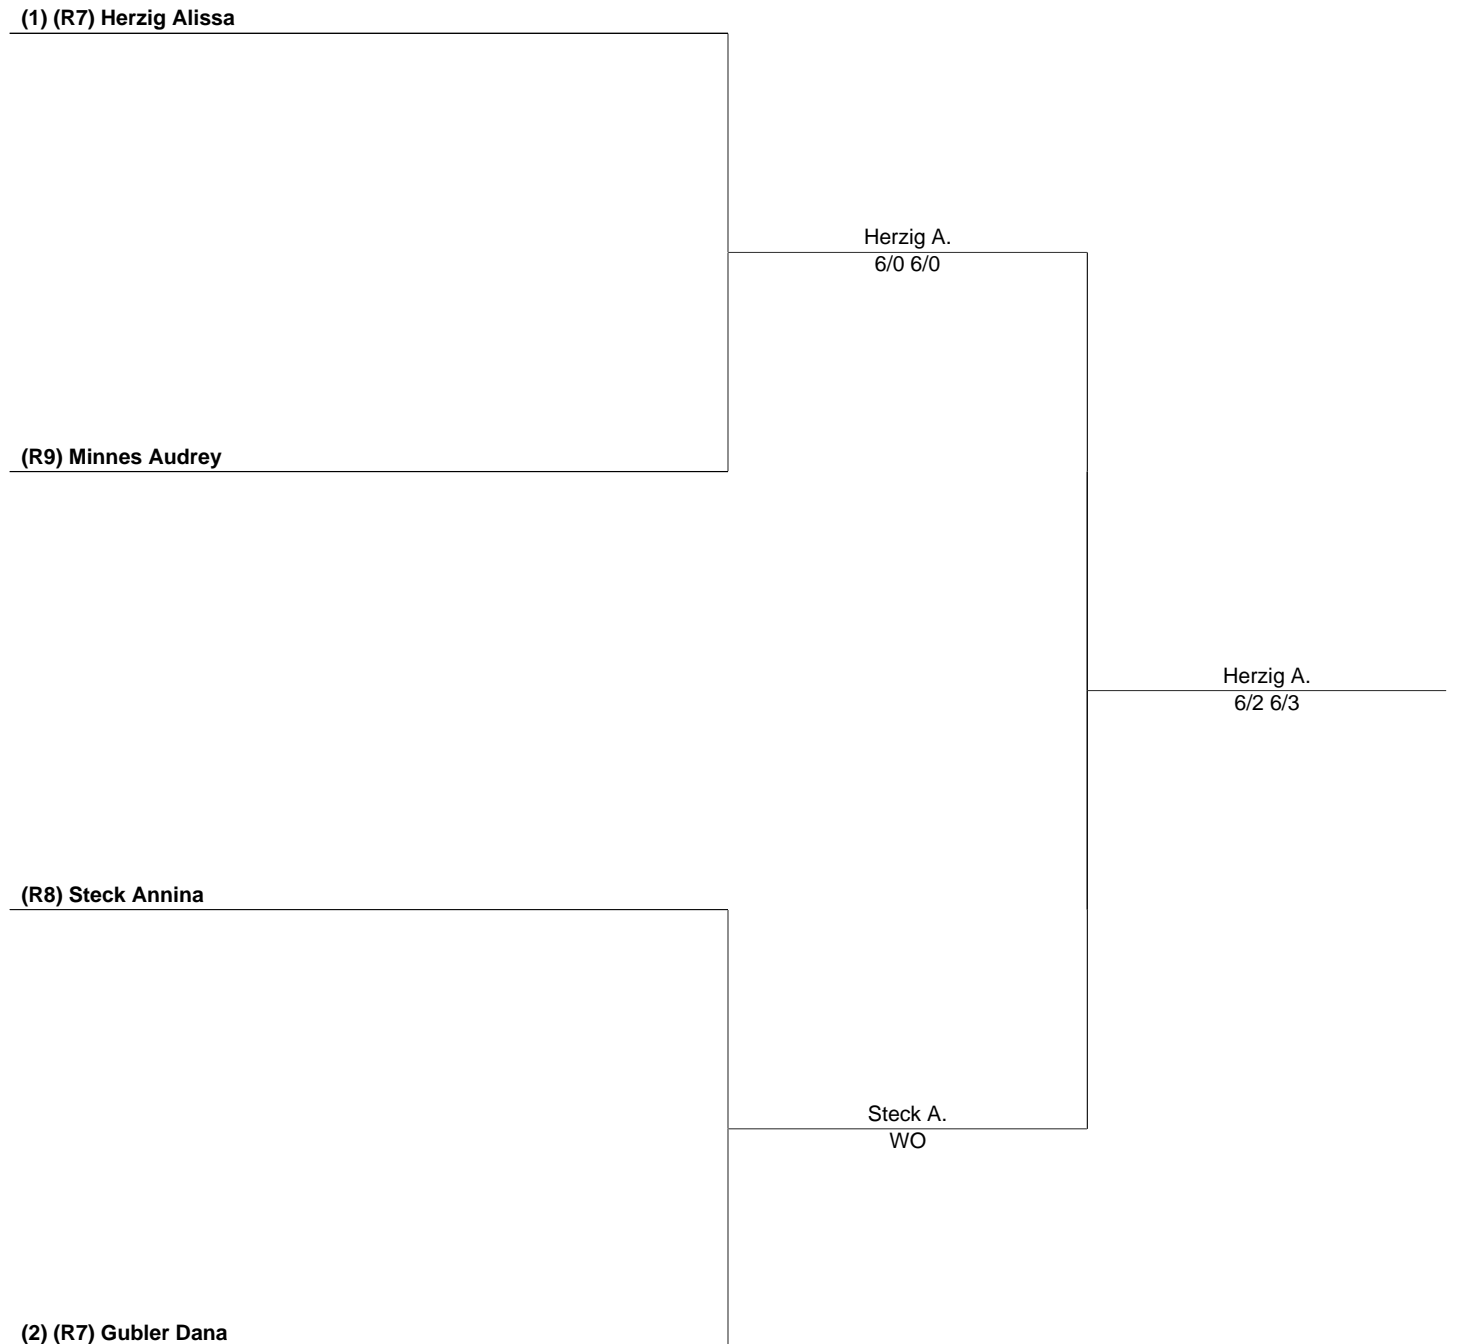 (1) (R7) Herzig Alissa
Herzig A.
6/0 6/0
(R9) Minnes Audrey
Herzig A.
6/2 6/3
(R8) Steck Annina
Steck A.
WO
(2) (R7) Gubler Dana